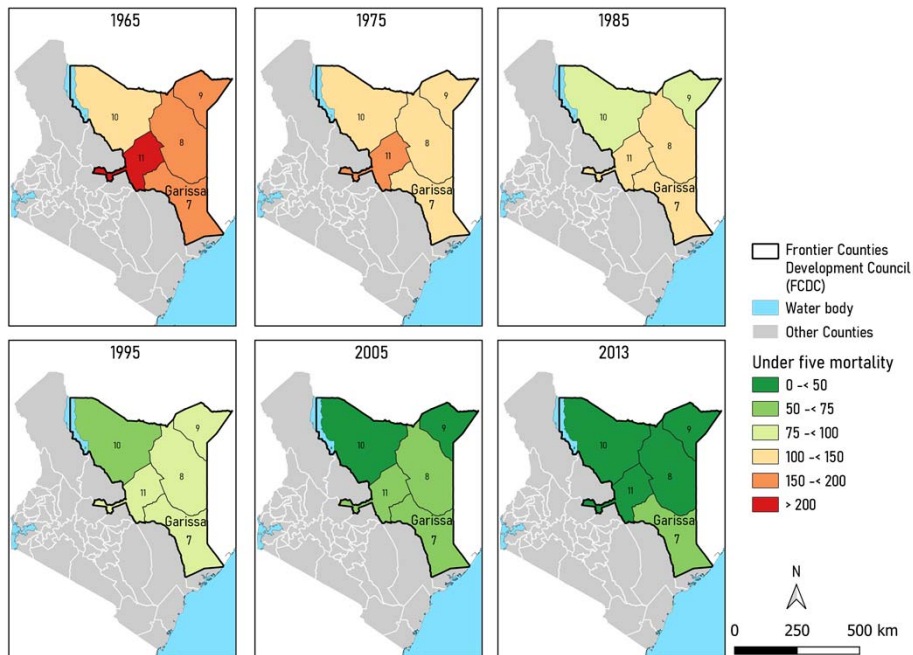 1965
10
9
8
11
Garissa
7
1975
10
9
8
11
Garissa
7
1985
10
9
8
11
Garissa
7
1995
10
9
8
11
Garissa
7
2005
10
9
8
11
Garissa
7
2013
10
9
8
11
Garissa
7
Frontier Counties
Development Council
(FCDC)
Water body
Other Counties
Under five mortality
0 -< 50
50 -< 75
75 -< 100
100 -< 150
150 -< 200
> 200
N
0 250 500 km